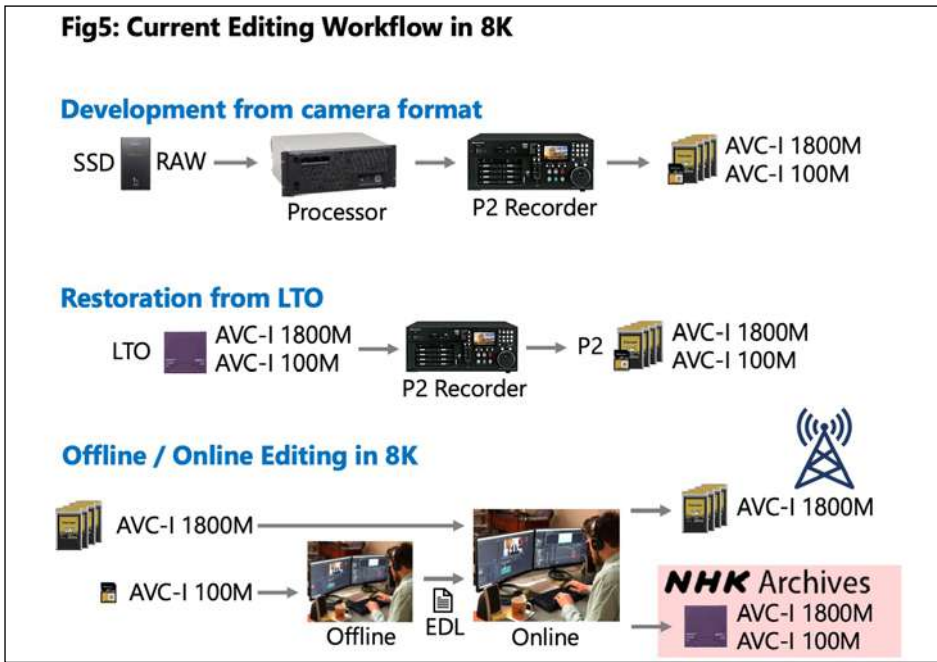 Fig5: Current Editing Workflow in 8K
Development from camera format
SSD RAW
Processor
P2 Recorder
AVC-I 1800M
AVC-I 100M
Restoration from LTO
LTO
AVC-I 1800M
AVC-I 100M
P2 Recorder
P2
AVC-I 1800M
AVC-I 100M
Offline / Online Editing in 8K
AVC-I 1800M
AVC-I 1800M
AVC-I 100M
Offline
EDL
Online
NHK Archives
AVC-I 1800M
AVC-I 100M